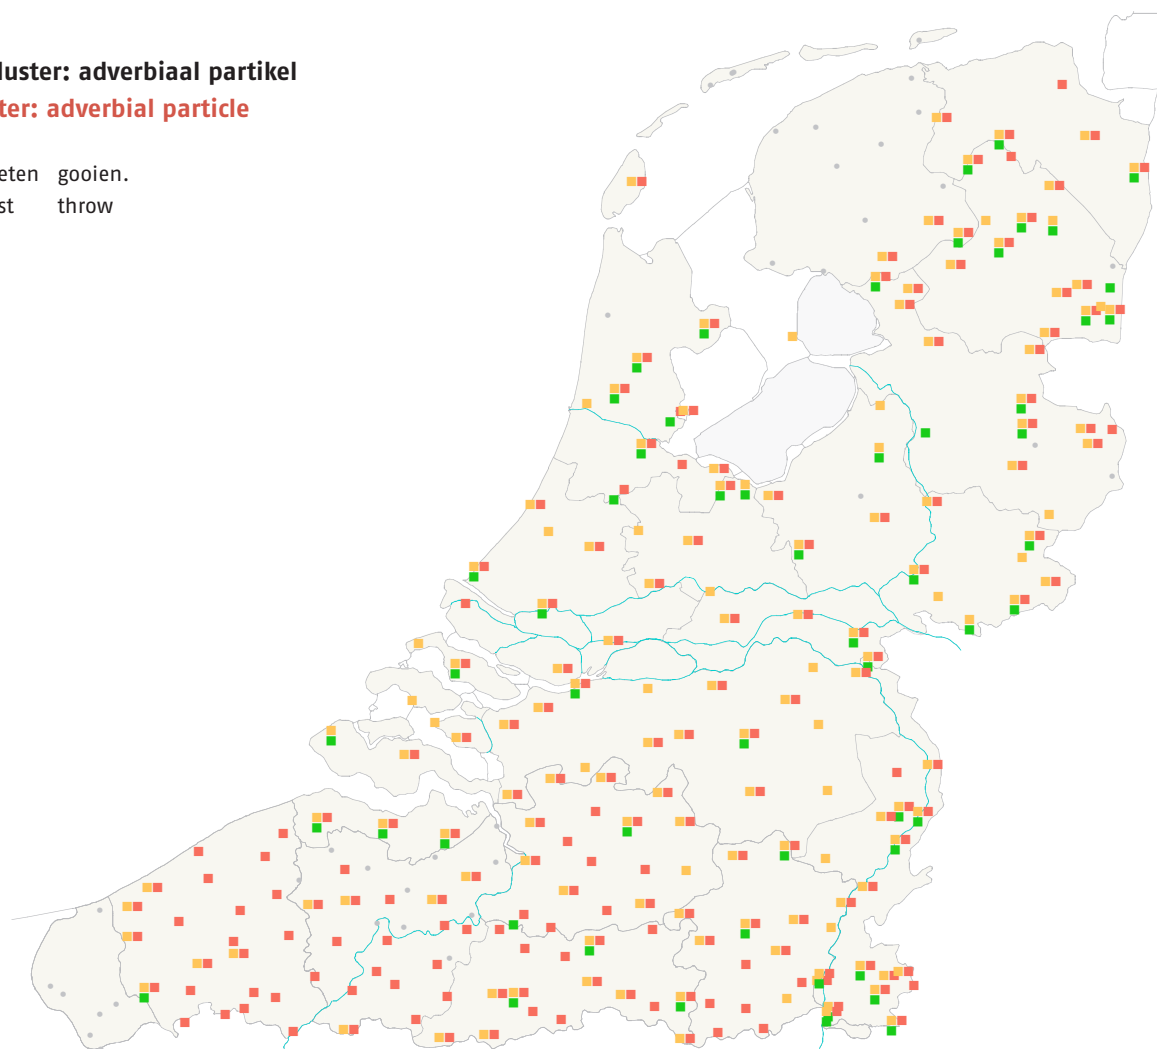 luster: adverbiaal partikel
ter: adverbial particle
eten gooien.
st throw